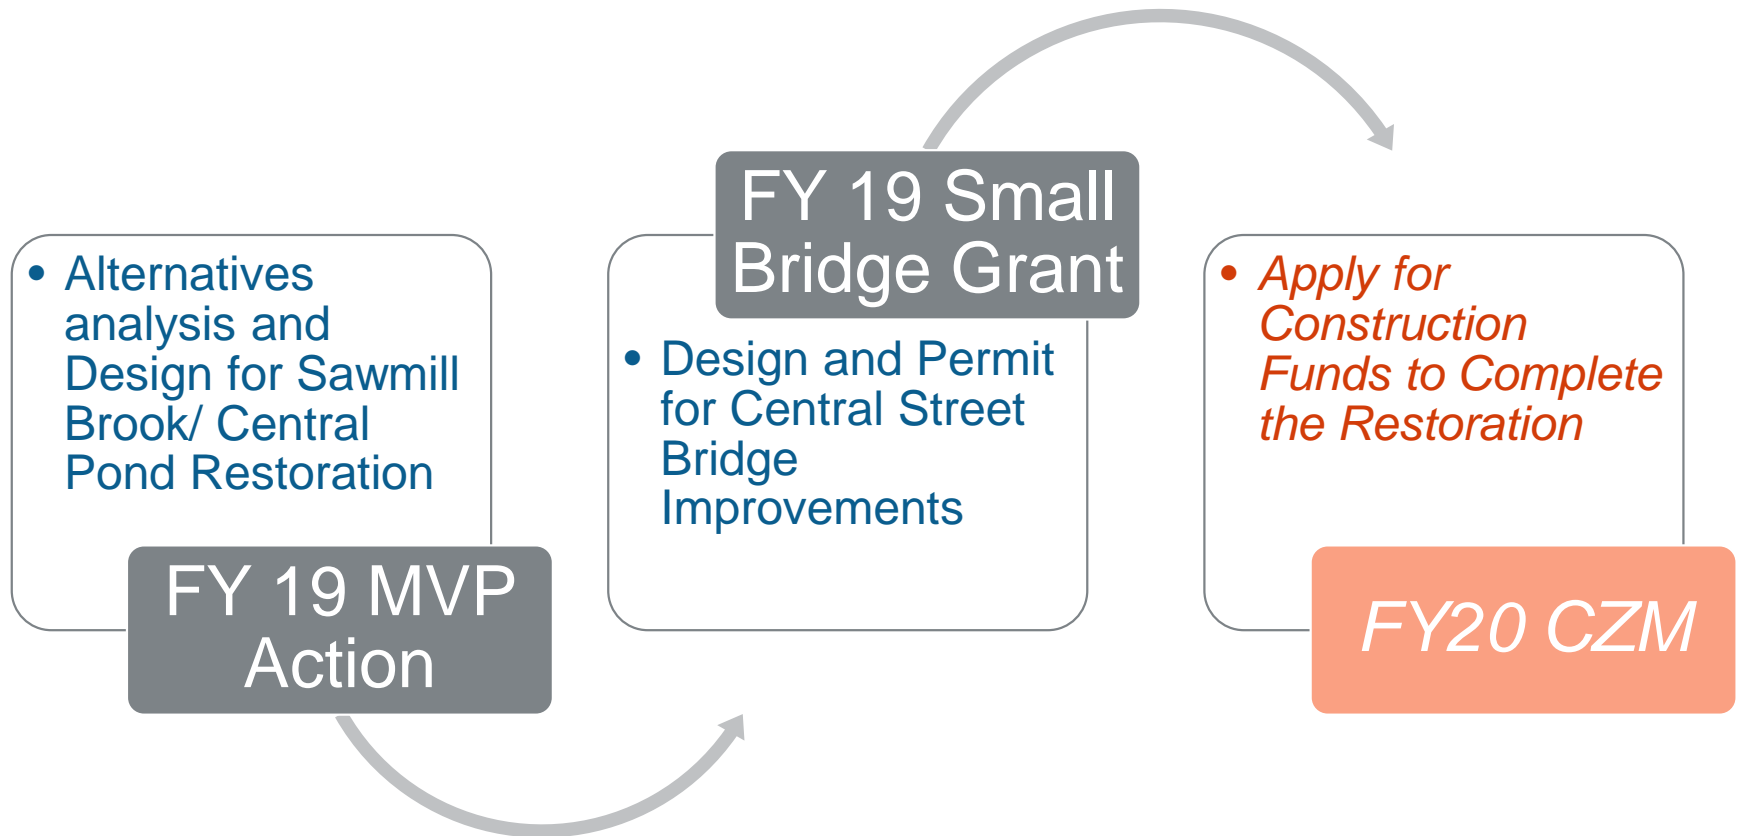 • Alternatives
analysis and
Design for Sawmill
Brook/ Central
Pond Restoration
FY 19 MVP
Action
FY 19 Small
Bridge Grant
• Design and Permit
for Central Street
Bridge
Improvements
• Apply for
Construction
Funds to Complete
the Restoration
FY20 CZM